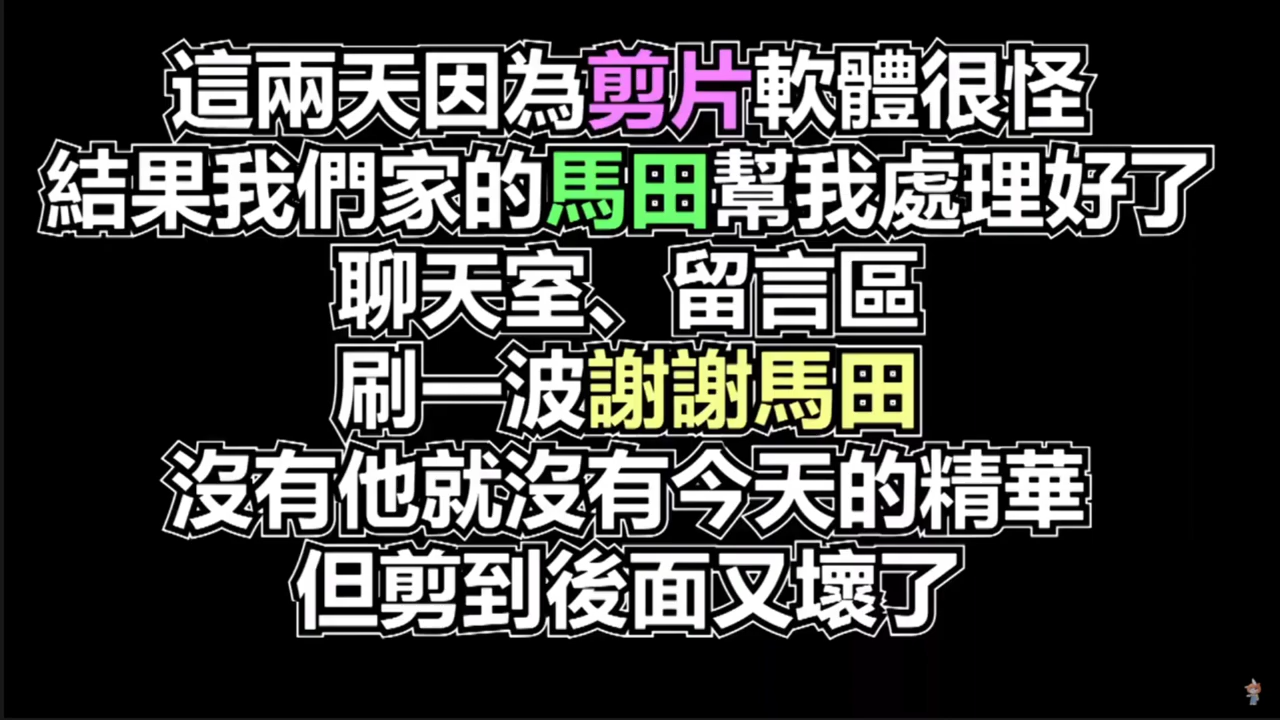 這兩天因為剪片軟體很怪
結果我們家的馬田幫我處理好了
聊天室、留言區
刷一波謝謝馬田
沒有他就沒有今天的精華
但剪到後面又壞了